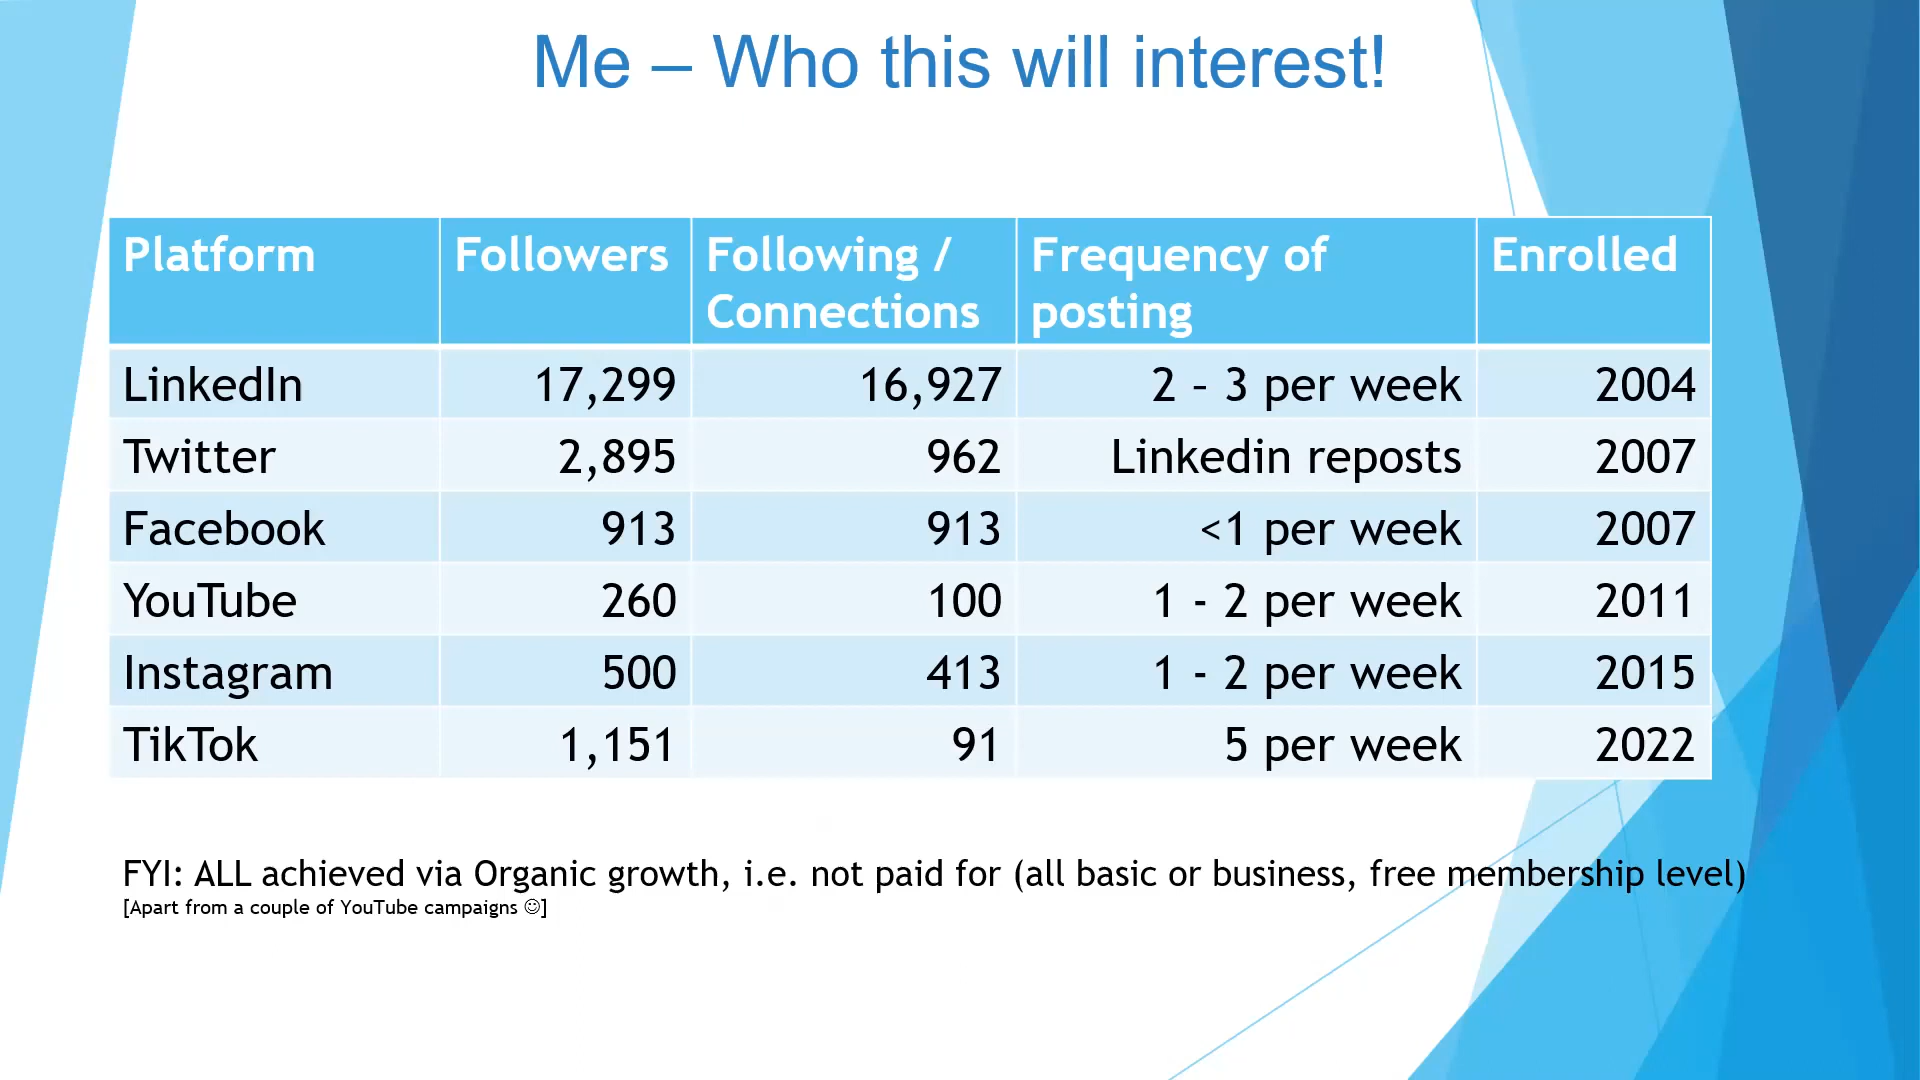 Me – Who this will interest!
Platform Followers Following / Connections Frequency of posting Enrolled
LinkedIn 17,299 16,927 2 – 3 per week 2004
Twitter 2,895 962 Linkedin reposts 2007
Facebook 913 913 <1 per week 2007
YouTube 260 100 1 - 2 per week 2011
Instagram 500 413 1 - 2 per week 2015
TikTok 1,151 91 5 per week 2022
FYI: ALL achieved via Organic growth, i.e. not paid for (all basic or business, free membership level)
[Apart from a couple of YouTube campaigns ☺]